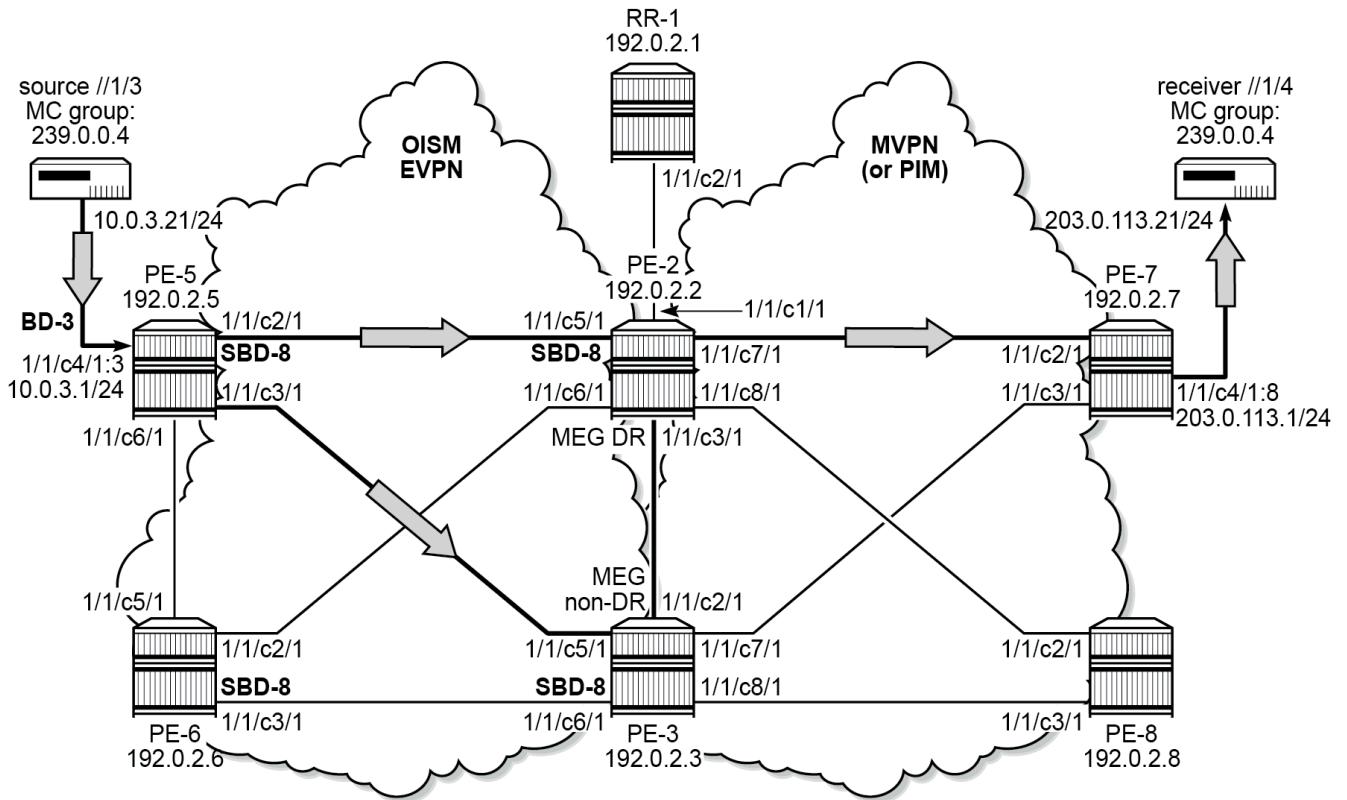 RR-1
192.0.2.1
source //1/3
MC group:
239.0.0.4
receiver //1/4
MC group:
239.0.0.4
OISM
EVPN
MVPN
(or PIM)
1/1/c2/1
10.0.3.21/24
203.0.113.21/24
PE-5
192.0.2.5
PE-2
192.0.2.2
PE-7
192.0.2.7
1/1/c1/1
BD-3
1/1/c2/1
1/1/c5/1
1/1/c4/1:3
10.0.3.1/24
SBD-8
SBD-8
1/1/c7/1
1/1/c2/1
1/1/c3/1
1/1/c6/1
1/1/c8/1
1/1/c3/1
1/1/c4/1:8
203.0.113.1/24
1/1/c6/1
MEG DR
1/1/c3/1
MEG
non-DR
1/1/c5/1
1/1/c2/1
1/1/c2/1
1/1/c5/1
1/1/c7/1
1/1/c2/1
SBD-8
SBD-8
1/1/c8/1
1/1/c3/1
1/1/c6/1
1/1/c3/1
PE-6
192.0.2.6
PE-3
192.0.2.3
PE-8
192.0.2.8